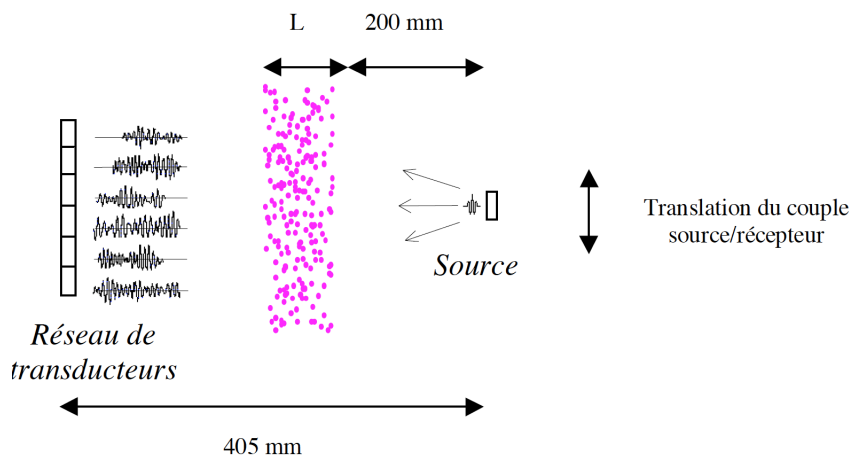 L
200 mm
Source
Translation du couple
source/récepteur
Réseau de
transducteurs
405 mm